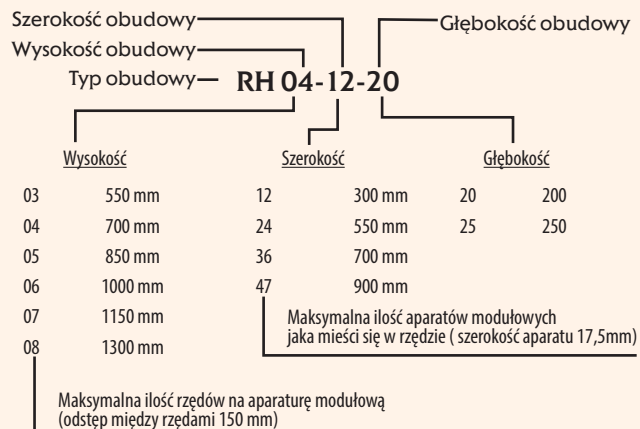 Szerokość obudowy
Głębokość obudowy
Wysokość obudowy
Typ obudowy
RH 04-12-20
Wysokość Szerokość Głębokość
03 550 mm 12 300 mm 20 200
04 700 mm 24 550 mm 25 250
05 850 mm 36 700 mm
06 1000 mm 47 900 mm
07 1150 mm
08 1300 mm
Maksymalna ilość aparatów modułowych
jaka mieści się w rzędzie ( szerokość aparatu 17,5mm)
Maksymalna ilość rzędów na aparaturę modułową
(odstęp między rzędami 150 mm)